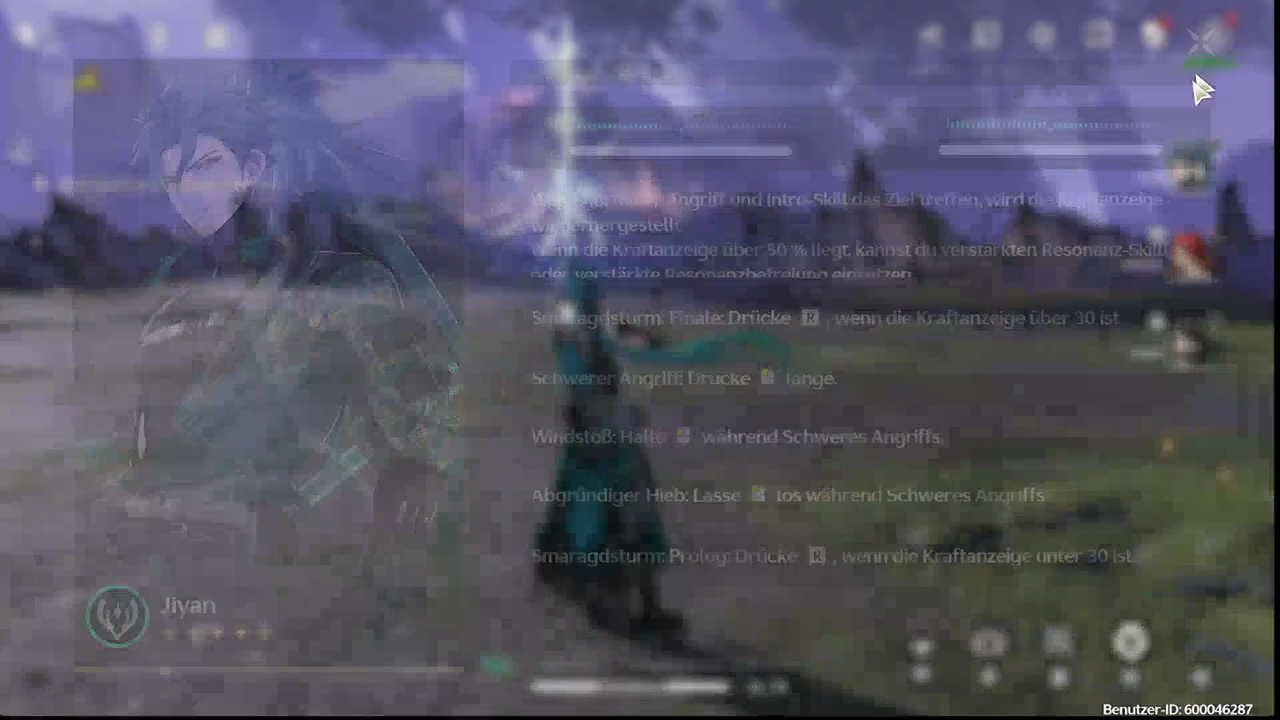 Angriff und Intro-Skill das Ziel treffen, wird die Kraftanzeige
wiederhergestellt
Wenn die Kraftanzeige über 50 % liegt, kannst du verstärkten Resonanz-Skill
oder verstärkte Resonanzbefreiung einsetzen
Smaragdsturm: Finale: Drücke R , wenn die Kraftanzeige über 30 ist
Schwerer Angriff: Drücke lange.
Windstoß: Halte während Schweres Angriffs.
Abgründiger Hieb: Lasse los während Schweres Angriffs
Smaragdsturm: Prolog: Drücke R , wenn die Kraftanzeige unter 30 ist
Jiyan
Benutzer-ID: 600046287